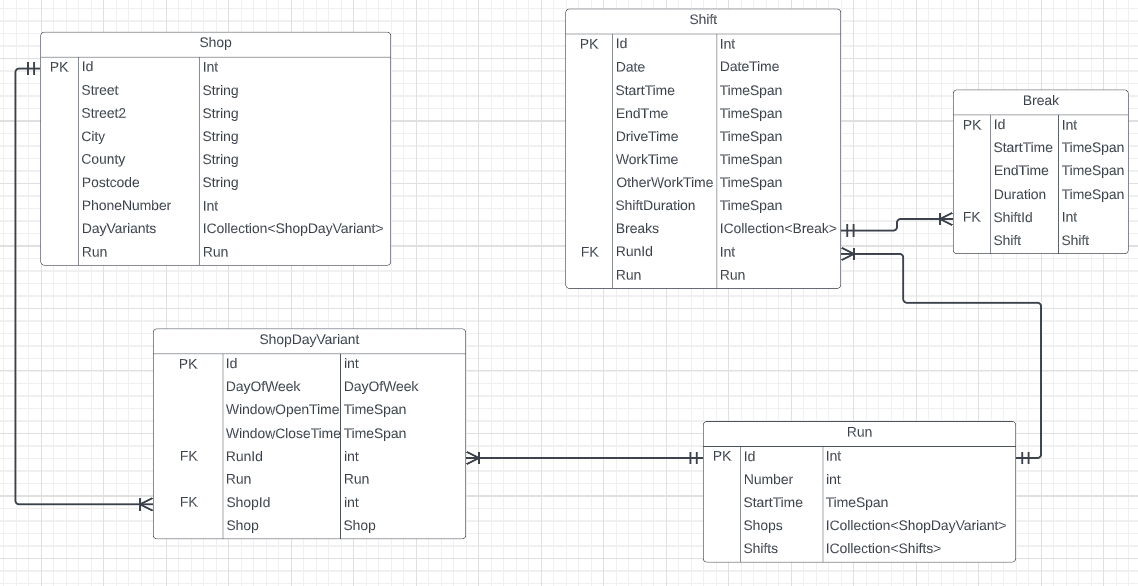 Shop
PK Id Int
Street String
Street2 String
City String
County String
Postcode String
PhoneNumber Int
DayVariants ICollection<ShopDayVariant>
Run Run
Shift
PK Id Int
Date DateTime
StartTime TimeSpan
EndTme TimeSpan
DriveTime TimeSpan
WorkTime TimeSpan
OtherWorkTime TimeSpan
ShiftDuration TimeSpan
Breaks ICollection<Break>
FK RunId Int
Run Run
Break
PK Id Int
StartTime TimeSpan
EndTime TimeSpan
Duration TimeSpan
FK ShiftId Int
Shift Shift
ShopDayVariant
PK Id int
DayOfWeek DayOfWeek
WindowOpenTime TimeSpan
WindowCloseTime TimeSpan
FK RunId int
Run Run
FK ShopId int
Shop Shop
Run
PK Id Int
Number int
StartTime TimeSpan
Shops ICollection<ShopDayVariant>
Shifts ICollection<Shifts>